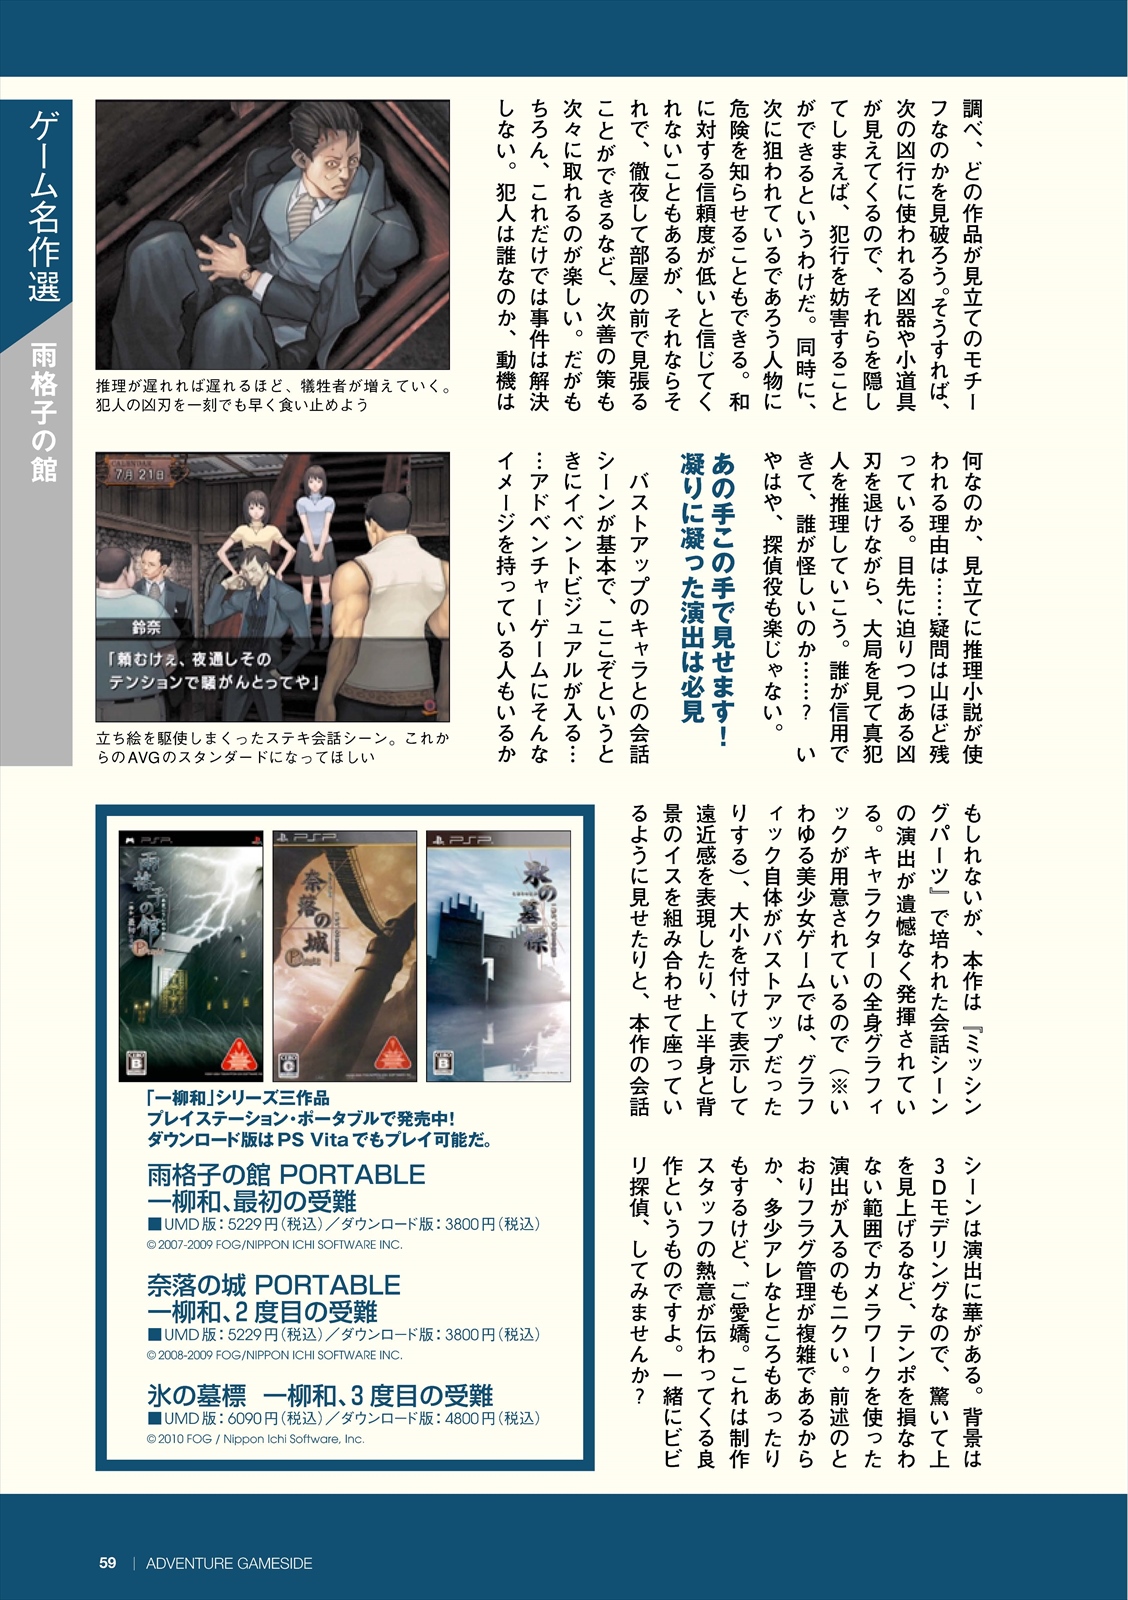 ゲーム名作選
雨格子の館
調べ、どの作品が見立てのモチー
フなのかを見破ろう。そうすれば、
次の凶行に使われる凶器や小道具
が見えてくるので、それらを隠し
てしまえば、犯行を妨害すること
ができるというわけだ。同時に、
次に狙われているであろう人物に
危険を知らせることもできる。和
に対する信頼度が低いと信じてく
れないこともあるが、それならそ
れで、徹夜して部屋の前で見張る
ことができるなど、次善の策も
次々に取れるのが楽しい。だがも
ちろん、これだけでは事件は解決
しない。犯人は誰なのか、動機は
推理が遅れれば遅れるほど、犠牲者が増えていく。
犯人の凶刃を一刻でも早く食い止めよう
何なのか、見立てに推理小説が使
われる理由は……疑問は山ほど残
っている。目先に迫りつつある凶
刃を退けながら、大局を見て真犯
人を推理していこう。誰が信用で
きて、誰が怪しいのか……? い
やはや、探偵役も楽じゃない。
あの手この手で見せます!
凝りに凝った演出は必見
バストアップのキャラとの会話
シーンが基本で、ここぞというと
きにイベントビジュアルが入る…
…アドベンチャーゲームにそんな
イメージを持っている人もいるか
CALENDAR
7月21日
鈴奈
「頼むけぇ、夜通しその
テンションで騒がんとってや」
立ち絵を駆使しまくったステキ会話シーン。これか
らのAVGのスタンダードになってほしい
もしれないが、本作は『ミッシン
グパーツ』で培われた会話シーン
の演出が遺憾なく発揮されてい
る。キャラクターの全身グラフィ
ックが用意されているので(※い
わゆる美少女ゲームでは、グラフ
ィック自体がバストアップだった
りする)、大小を付けて表示して
遠近感を表現したり、上半身と背
景のイスを組み合わせて座ってい
るように見せたりと、本作の会話
シーンは演出に華がある。背景は
3Dモデリングなので、驚いて上
を見上げるなど、テンポを損なわ
ない範囲でカメラワークを使った
演出が入るのもニクい。前述のと
おりフラグ管理が複雑であるから
か、多少アレなところもあったり
もするけど、ご愛嬌。これは制作
スタッフの熱意が伝わってくる良
作というものですよ。一緒にビビ
リ探偵、してみませんか?
PSP
雨格子の館
B
PSP
奈落の城
C
PSP
氷の墓標
B
「一柳和」シリーズ三作品
プレイステーション・ポータブルで発売中!
ダウンロード版はPS Vitaでもプレイ可能だ。
雨格子の館 PORTABLE
一柳和、最初の受難
■UMD版：5229円（税込）／ダウンロード版：3800円（税込）
©2007-2009 FOG/NIPPON ICHI SOFTWARE INC.
奈落の城 PORTABLE
一柳和、2度目の受難
■UMD版：5229円（税込）／ダウンロード版：3800円（税込）
©2008-2009 FOG/NIPPON ICHI SOFTWARE INC.
氷の墓標 一柳和、3度目の受難
■UMD版：6090円（税込）／ダウンロード版：4800円（税込）
©2010 FOG / Nippon Ichi Software, Inc.
59 | ADVENTURE GAMESIDE